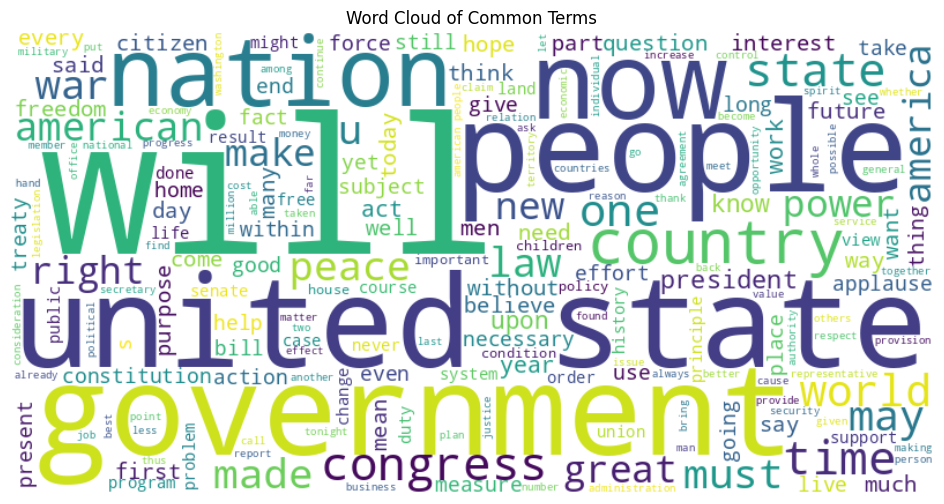 Word Cloud of Common Terms
every
military
put
citizen
among
might
continue
washington
force
still
hope
part
question
let
interest
increase
control
take
said
war
nation
end
think
claim
land
now
economic
individual
state
spirit
whether
become
freedom
economy
fact
give
long
see
future
america
american
result
money
u
today
american people
relation
ask
people
work
opportunity
agreement
possible
whole
general
member
national
progress
office
make
yet
territory
countries
go
meet
hand
legislation
will
done
home
many
cost
million
able
far
free
taken
subject
new
reason
one
know
thank
power
want
thing
treaty
day
life
find
within
act
well
men
need
children
country
service
view
way
together
right
come
good
peace
important
law
effort
back
president
applause
public
purpose
secretary
senate
house
course
without
policy
believe
history
value
consideration
political
united state
s
help
matter
two
found
upon
principle
place
others
authority
respect
bill
case
never
last
necessary
condition
issue
provision
already
effect
constitution
action
another
change
even
system
year
order
use
always
better
cause
representative
government
world
present
point
best
less
job
mean
duty
justice
bring
union
man
going
provide
security
given
may
making
say
support
person
time
call
tonight
plan
first
thus
problem
report
made
congress
great
must
program
business
measure
number
administration
live
much